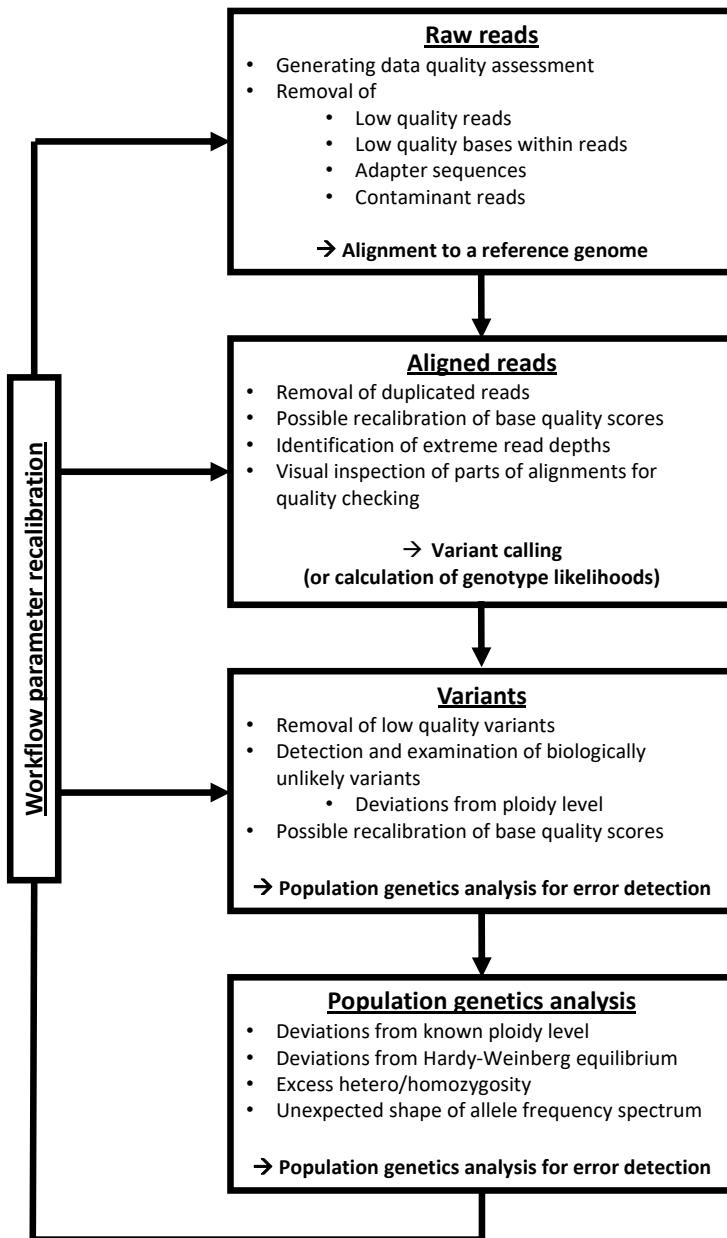 Raw reads
• Generating data quality assessment
• Removal of
• Low quality reads
• Low quality bases within reads
• Adapter sequences
• Contaminant reads
→ Alignment to a reference genome
Aligned reads
• Removal of duplicated reads
• Possible recalibration of base quality scores
• Identification of extreme read depths
• Visual inspection of parts of alignments for
quality checking
→ Variant calling
(or calculation of genotype likelihoods)
Workflow parameter recalibration
Variants
• Removal of low quality variants
• Detection and examination of biologically
unlikely variants
• Deviations from ploidy level
• Possible recalibration of base quality scores
→ Population genetics analysis for error detection
Population genetics analysis
• Deviations from known ploidy level
• Deviations from Hardy-Weinberg equilibrium
• Excess hetero/homozygosity
• Unexpected shape of allele frequency spectrum
→ Population genetics analysis for error detection